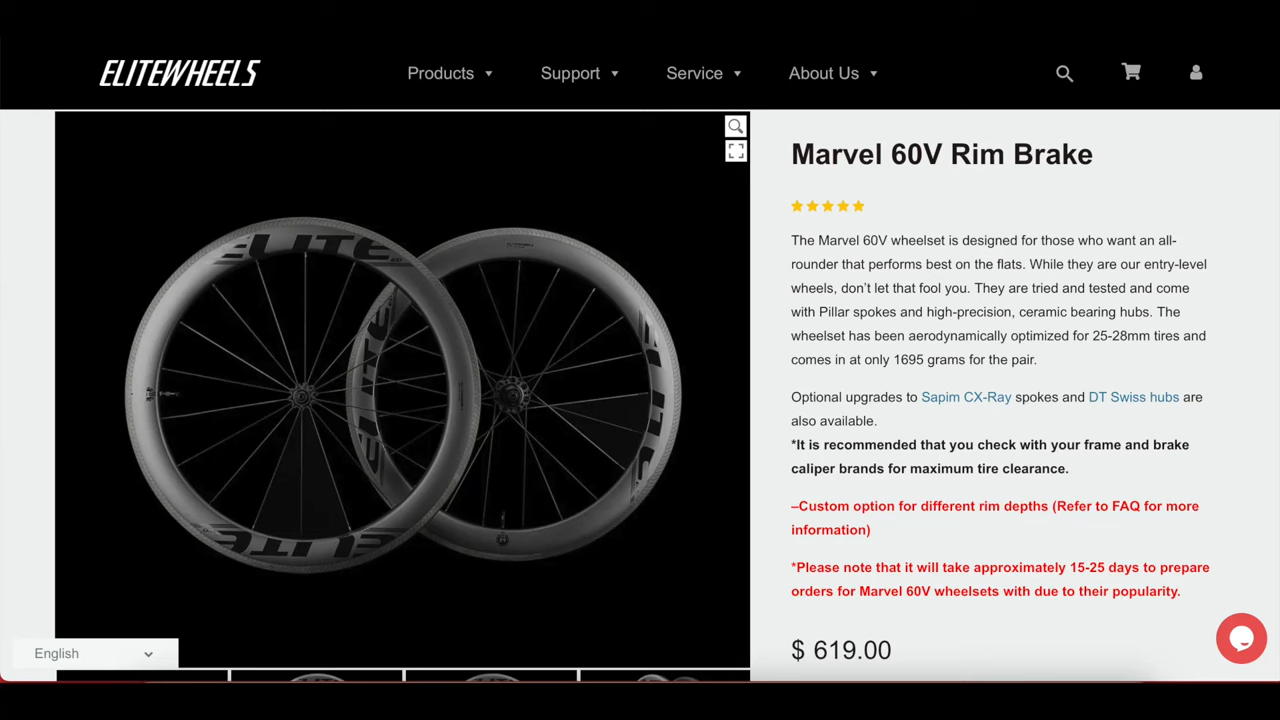 ELITEWHEELS
Products
Support
Service
About Us
Marvel 60V Rim Brake
The Marvel 60V wheelset is designed for those who want an all-
rounder that performs best on the flats. While they are our entry-level
wheels, don’t let that fool you. They are tried and tested and come
with Pillar spokes and high-precision, ceramic bearing hubs. The
wheelset has been aerodynamically optimized for 25-28mm tires and
comes in at only 1695 grams for the pair.
Optional upgrades to Sapim CX-Ray spokes and DT Swiss hubs are
also available.
*It is recommended that you check with your frame and brake
caliper brands for maximum tire clearance.
–Custom option for different rim depths (Refer to FAQ for more
information)
*Please note that it will take approximately 15-25 days to prepare
orders for Marvel 60V wheelsets with due to their popularity.
$ 619.00
ELITE
ELITE
ELITE
ELITE
English